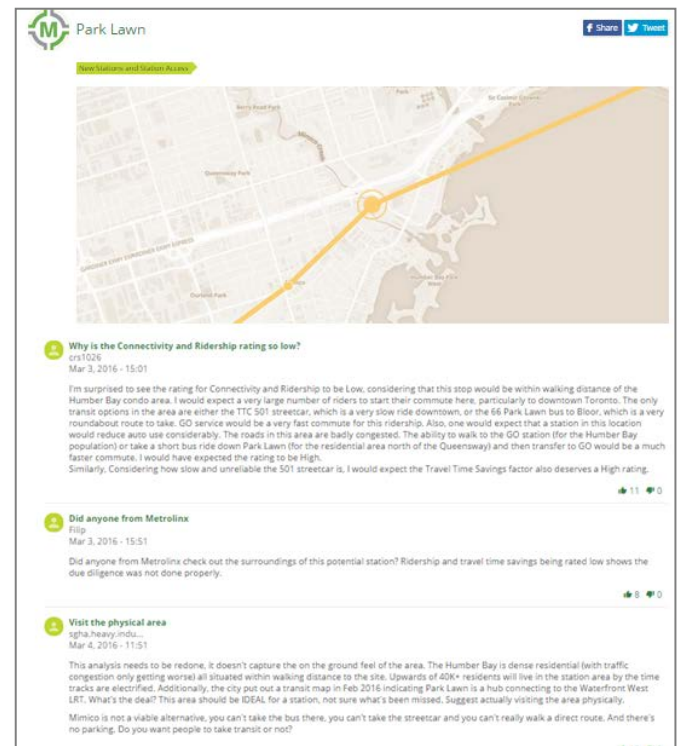 M
Park Lawn
Share
Tweet
New Stations and Station Access
Park
Berry Road Park
Mimico Creek
Queensway Park
Humber Bay Park
West
Ourland Park
Why is the Connectivity and Ridership rating so low?
crs1026
Mar 3, 2016 - 15:01
I'm surprised to see the rating for Connectivity and Ridership to be Low, considering that this stop would be within walking distance of the
Humber Bay condo area. I would expect a very large number of riders to start their commute here, particularly to downtown Toronto. The only
transit options in the area are either the TTC 501 streetcar, which is a very slow ride downtown, or the 66 Park Lawn bus to Bloor, which is a very
roundabout route to take. GO service would be a very fast commute for this ridership. Also, one would expect that a station in this location
would reduce auto use considerably. The roads in this area are badly congested. The ability to walk to the GO station (for the Humber Bay
population) or take a short bus ride down Park Lawn (for the residential area north of the Queensway) and then transfer to GO would be a much
faster commute. I would have expected the rating to be High.
Similarly, Considering how slow and unreliable the 501 streetcar is, I would expect the Travel Time Savings factor also deserves a High rating.
11 0
Did anyone from Metrolinx
Filip
Mar 3, 2016 - 15:51
Did anyone from Metrolinx check out the surroundings of this potential station? Ridership and travel time savings being rated low shows the
due diligence was not done properly.
8 0
Visit the physical area
sgha.heavy.indu...
Mar 4, 2016 - 11:51
This analysis needs to be redone, it doesn't capture the on the ground feel of the area. The Humber Bay is dense residential (with traffic
congestion only getting worse) all situated within walking distance to the site. Upwards of 40K+ residents will live in the station area by the time
tracks are electrified. Additionally, the city put out a transit map in Feb 2016 indicating Park Lawn is a hub connecting to the Waterfront West
LRT. What's the deal? This area should be IDEAL for a station, not sure what's been missed. Suggest actually visiting the area physically.
Mimico is not a viable alternative, you can't take the bus there, you can't take the streetcar and you can't really walk a direct route. And there's
no parking. Do you want people to take transit or not?